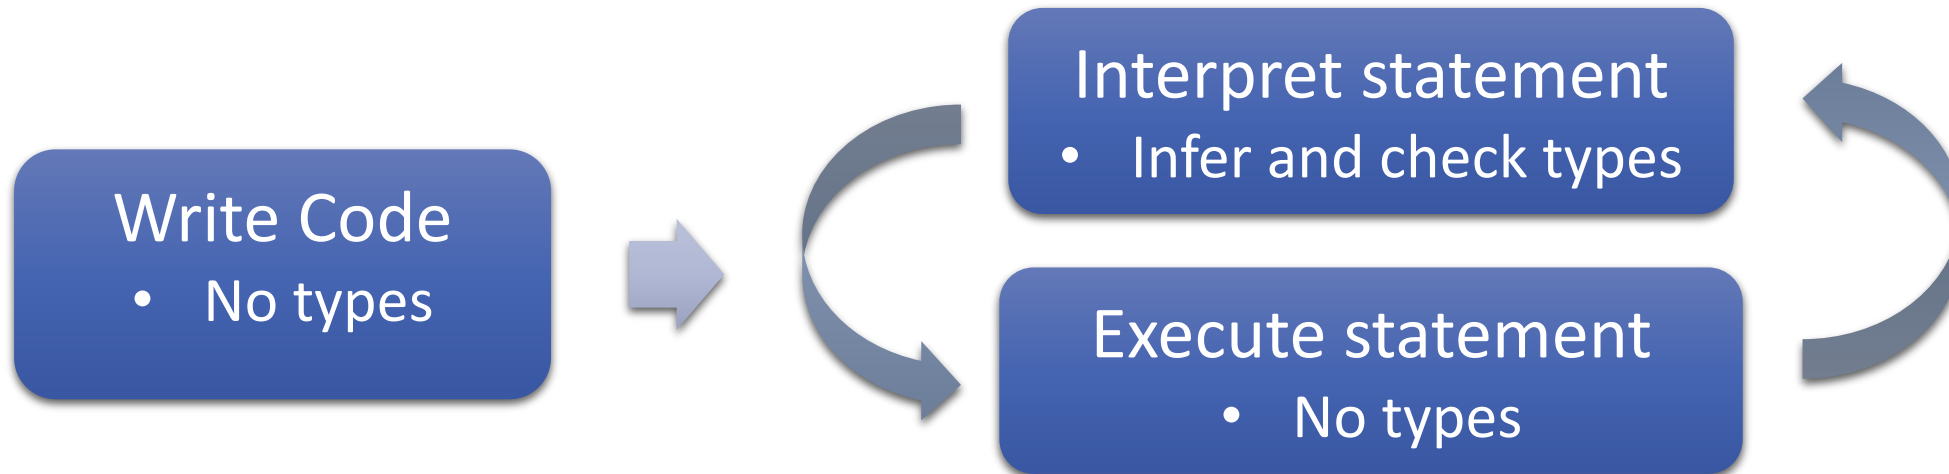 Write Code
• No types
Interpret statement
• Infer and check types
Execute statement
• No types